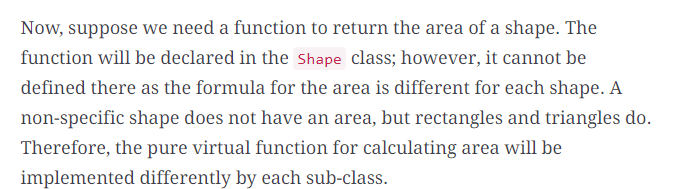 Now, suppose we need a function to return the area of a shape. The
function will be declared in the Shape class; however, it cannot be
defined there as the formula for the area is different for each shape. A
non-specific shape does not have an area, but rectangles and triangles do.
Therefore, the pure virtual function for calculating area will be
implemented differently by each sub-class.